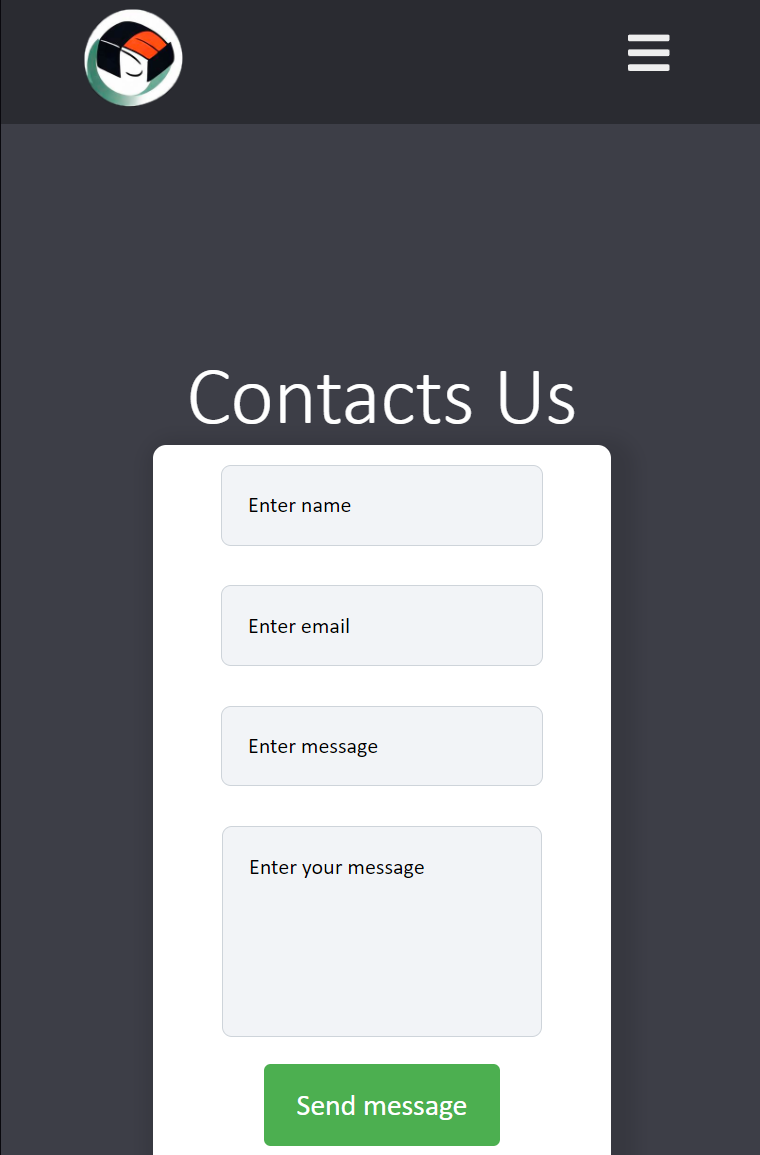 Contacts Us
Enter name
Enter email
Enter message
Enter your message
Send message